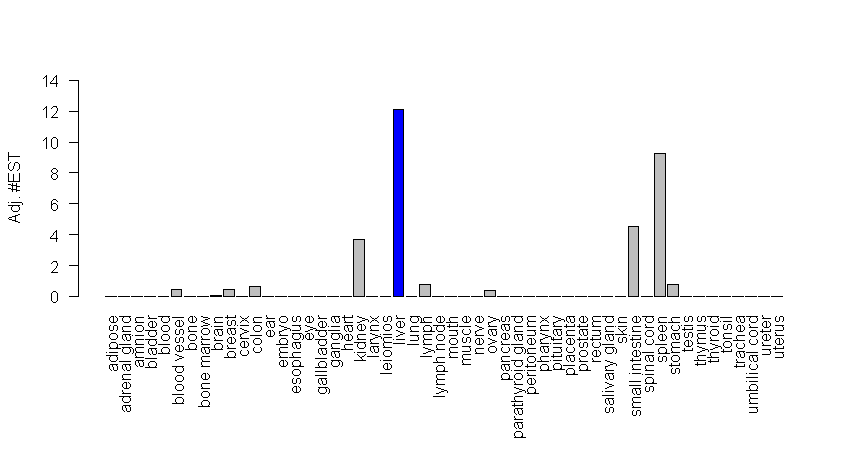 Adj. #EST
14
12
10
8
6
4
2
0
adipose
adrenal gland
amnion
bladder
blood
blood vessel
bone
bone marrow
brain
breast
cervix
colon
ear
embryo
esophagus
eye
gallbladder
ganglia
heart
kidney
larynx
leiomios
liver
lung
lymph
lymph node
mouth
muscle
nerve
ovary
pancreas
parathyroid gland
peritoneum
pharynx
pituitary
placenta
prostate
rectum
salivary gland
skin
small intestine
spinal cord
spleen
stomach
testis
thymus
thyroid
tonsil
trachea
umbilical cord
ureter
uterus